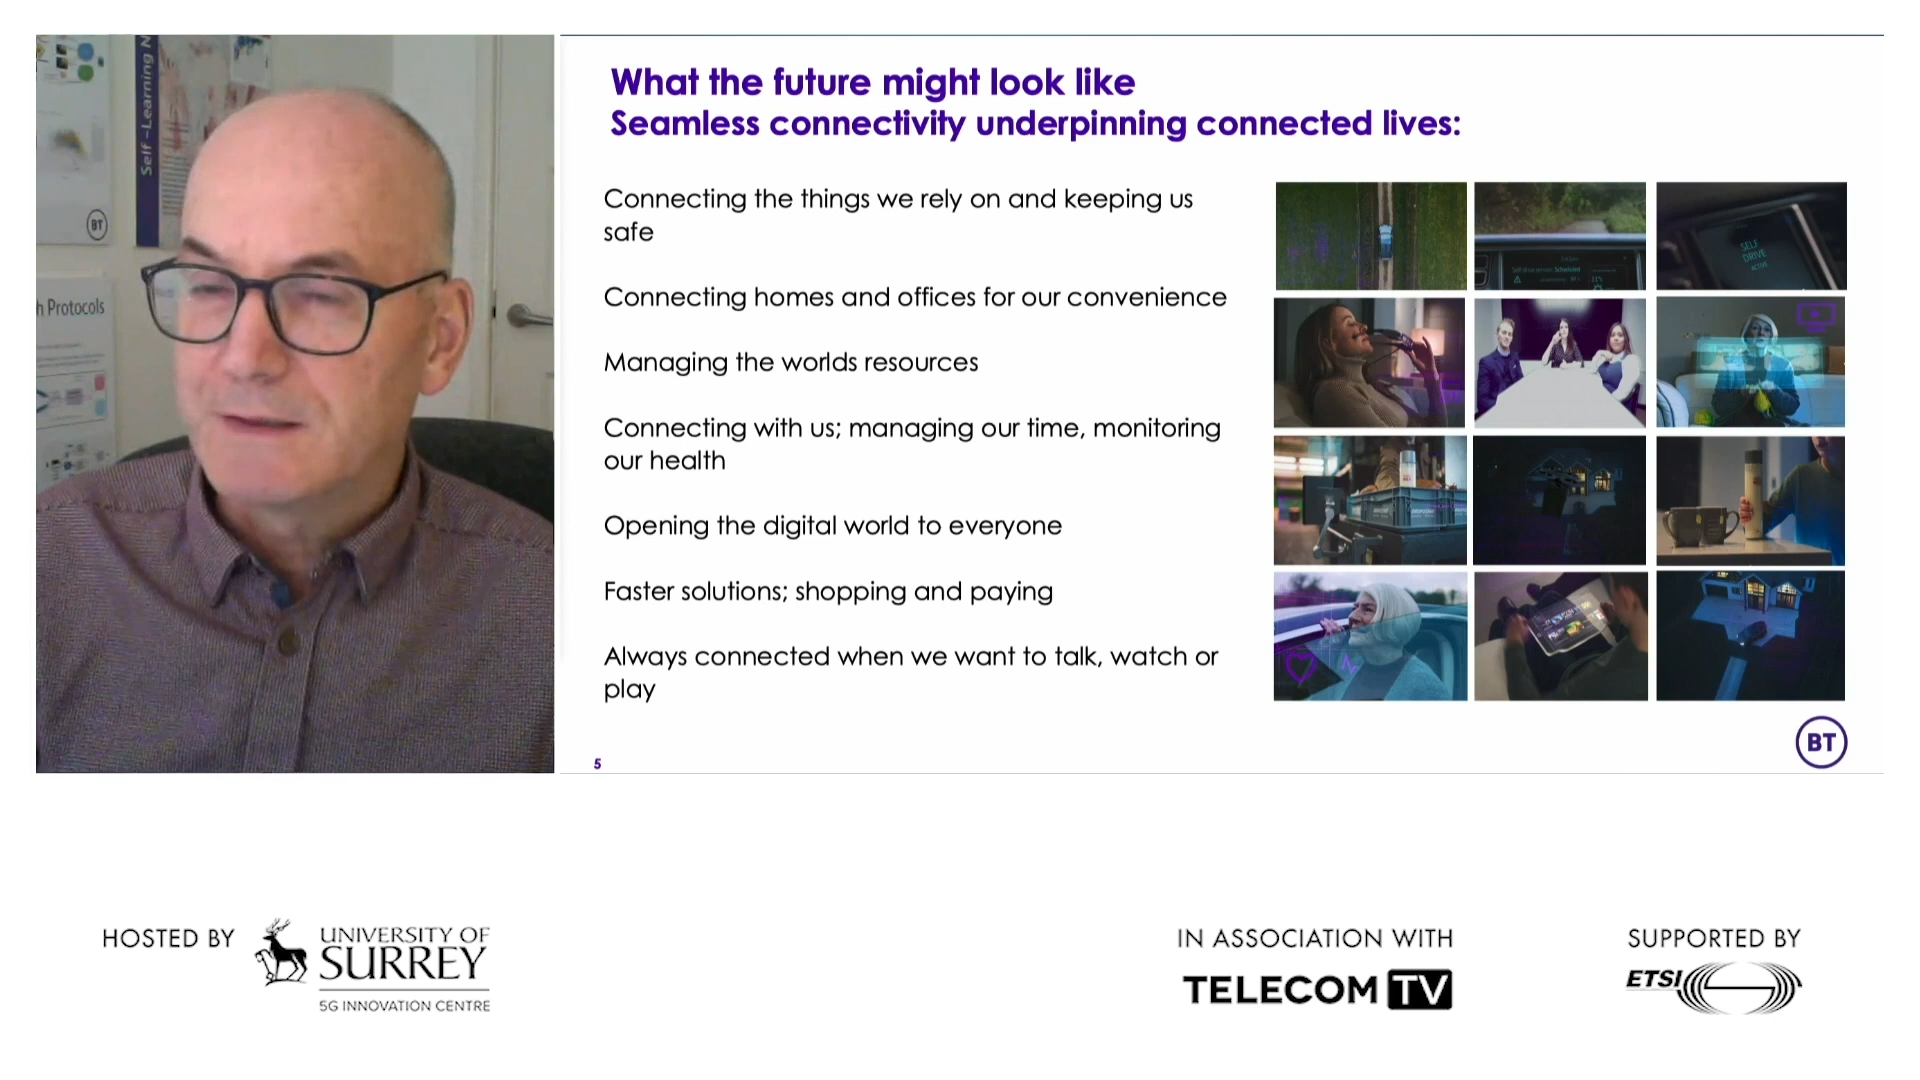 Self-Learning N
BT
h Protocols
What the future might look like
Seamless connectivity underpinning connected lives:
Connecting the things we rely on and keeping us
safe
Connecting homes and offices for our convenience
Managing the worlds resources
Connecting with us; managing our time, monitoring
our health
Opening the digital world to everyone
Faster solutions; shopping and paying
Always connected when we want to talk, watch or
play
SELF
DRIVE
ACTIVE
5
BT
HOSTED BY
UNIVERSITY OF
SURREY
5G INNOVATION CENTRE
IN ASSOCIATION WITH
TELECOM TV
SUPPORTED BY
ETSI